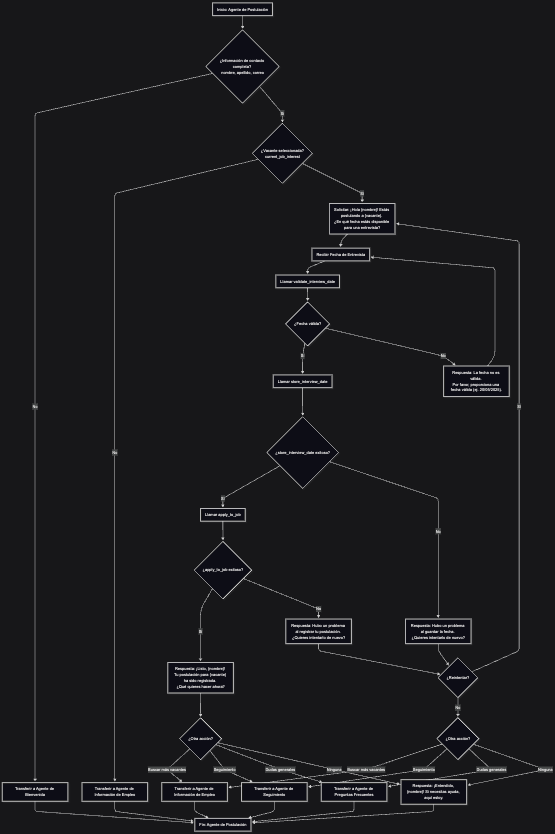 Inicio: Agente de Postulación
¿Información de contacto
completa?
nombre, apellido, correo
Sí
¿Vacante seleccionada?
current_job_interest
Sí
Solicitar: ¡Hola [nombre]! Estás
postulando a [vacante].
¿En qué fecha estás disponible
para una entrevista?
Recibir Fecha de Entrevista
Llamar validate_interview_date
¿Fecha válida?
No
Sí
Respuesta: La fecha no es
válida.
Por favor, proporciona una
fecha válida (ej. 20/05/2025).
Llamar store_interview_date
No
Sí
¿store_interview_date exitosa?
No
Sí
Llamar apply_to_job
No
¿apply_to_job exitoso?
No
Sí
Respuesta: Hubo un problema
al registrar tu postulación.
¿Quieres intentarlo de nuevo?
Respuesta: Hubo un problema
al guardar la fecha.
¿Quieres intentarlo de nuevo?
Respuesta: ¡Listo, [nombre]!
Tu postulación para [vacante]
ha sido registrada.
¿Qué quieres hacer ahora?
¿Reintentar?
No
¿Otra acción?
¿Otra acción?
Buscar más vacantes
Seguimiento
Dudas generales
Ninguna
Buscar más vacantes
Seguimiento
Dudas generales
Ninguna
Transferir a Agente de
Bienvenida
Transferir a Agente de
Información de Empleo
Transferir a Agente de
Información de Empleo
Transferir a Agente de
Seguimiento
Transferir a Agente de
Preguntas Frecuentes
Respuesta: ¡Entendido,
[nombre]! Si necesitas ayuda,
aquí estoy.
Fin: Agente de Postulación